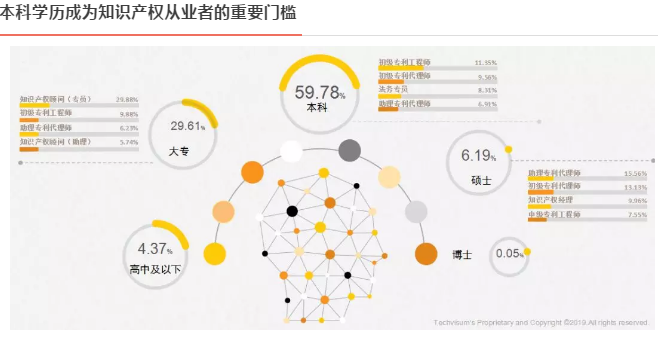 本科学历成为知识产权从业者的重要门槛
知识产权顾问（专员） 29.88%
初级专利工程师 9.88%
助理专利代理师 6.23%
知识产权顾问（助理） 5.74%
29.61%
大专
4.37%
高中及以下
59.78%
本科
初级专利工程师 11.35%
初级专利代理师 9.56%
法务专员 8.31%
助理专利代理师 6.91%
6.19%
硕士
助理专利代理师 15.56%
初级专利代理师 13.13%
知识产权经理 9.96%
中级专利工程师 7.55%
博士
0.05%
Techvisum's Proprietary and Copyright ©2019 All rights reserved.